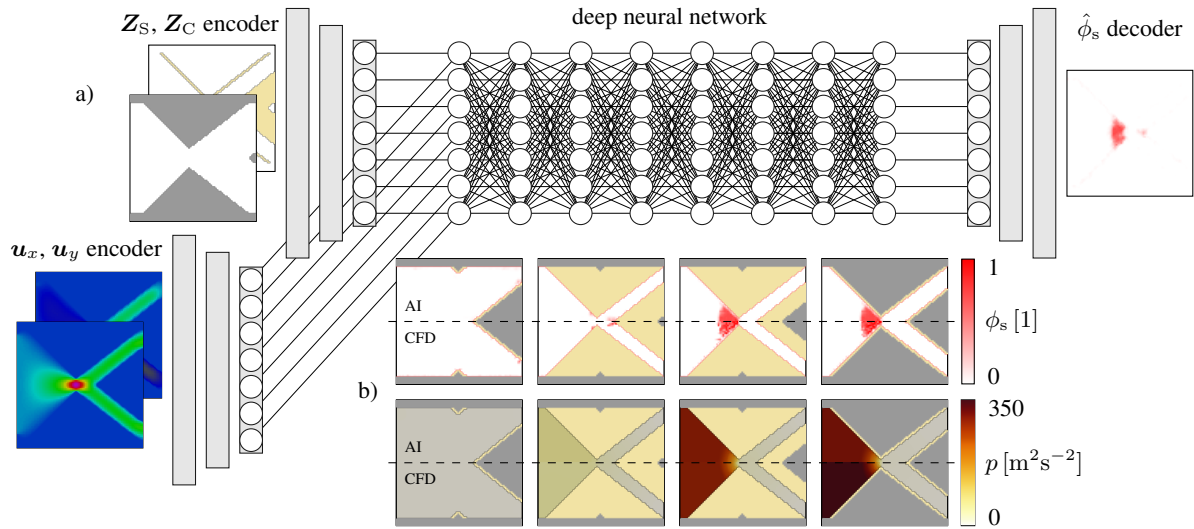 deep neural network
Z_S, Z_C encoder
ϕ̂_s decoder
a)
u_x, u_y encoder
AI
CFD
1
ϕ_s [1]
0
b)
AI
CFD
350
p [m²s⁻²]
0